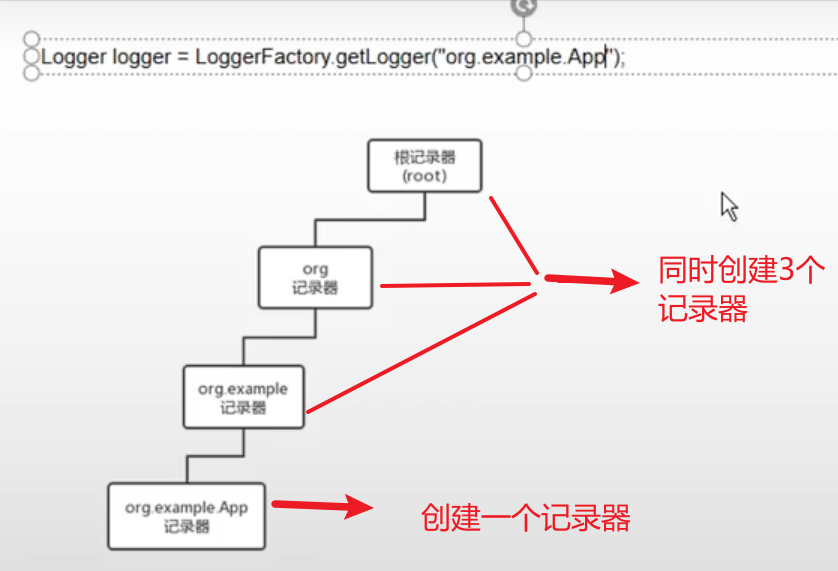 Logger logger = LoggerFactory.getLogger("org.example.App");
根记录器
(root)
org
记录器
同时创建3个
记录器
org.example
记录器
org.example.App
记录器
创建一个记录器